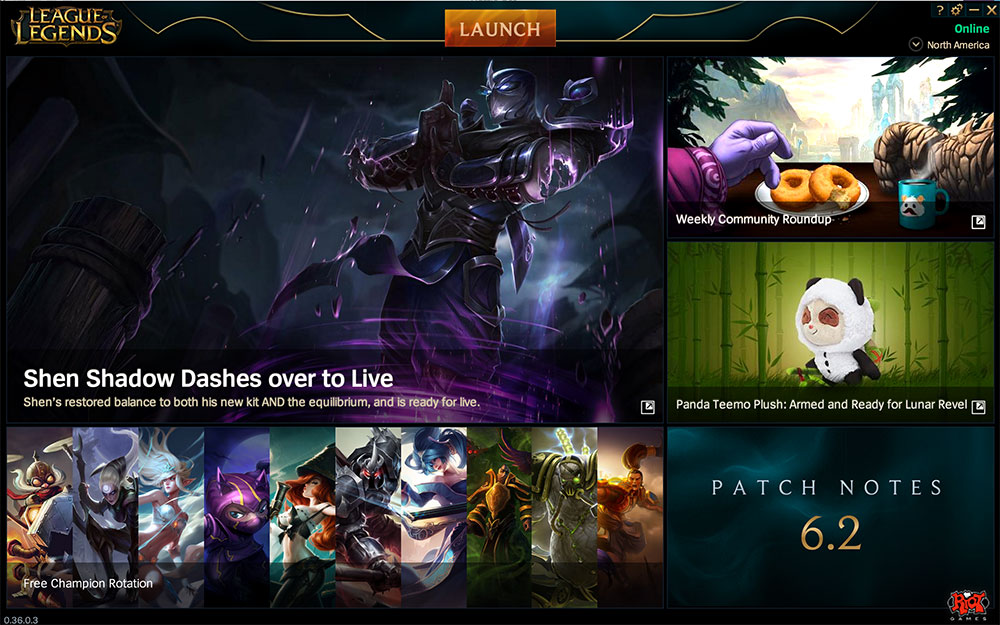 LEAGUE OF
LEGENDS
LAUNCH
?
Online
North America
Shen Shadow Dashes over to Live
Shen's restored balance to both his new kit AND the equilibrium, and is ready for live.
Weekly Community Roundup
Panda Teemo Plush: Armed and Ready for Lunar Revel
Free Champion Rotation
PATCH NOTES
6.2
RIOT
GAMES
0.36.0.3